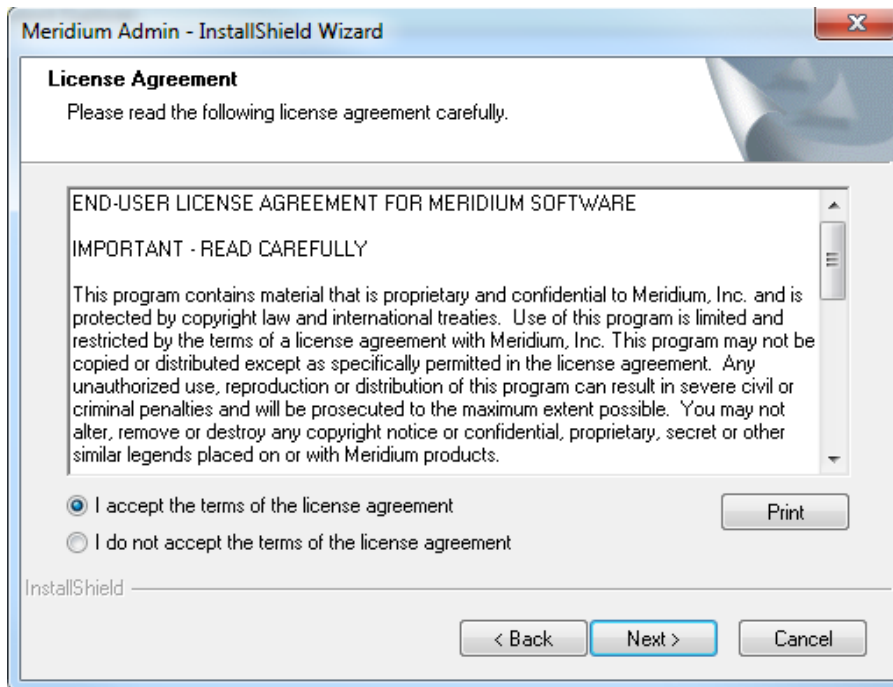 Meridium Admin - InstallShield Wizard
License Agreement
Please read the following license agreement carefully.
END-USER LICENSE AGREEMENT FOR MERIDIUM SOFTWARE
IMPORTANT - READ CAREFULLY
This program contains material that is proprietary and confidential to Meridium, Inc. and is
protected by copyright law and international treaties.  Use of this program is limited and
restricted by the terms of a license agreement with Meridium, Inc. This program may not be
copied or distributed except as specifically permitted in the license agreement.  Any
unauthorized use, reproduction or distribution of this program can result in severe civil or
criminal penalties and will be prosecuted to the maximum extent possible.  You may not
alter, remove or destroy any copyright notice or confidential, proprietary, secret or other
similar legends placed on or with Meridium products.
I accept the terms of the license agreement
Print
I do not accept the terms of the license agreement
InstallShield
< Back
Next >
Cancel